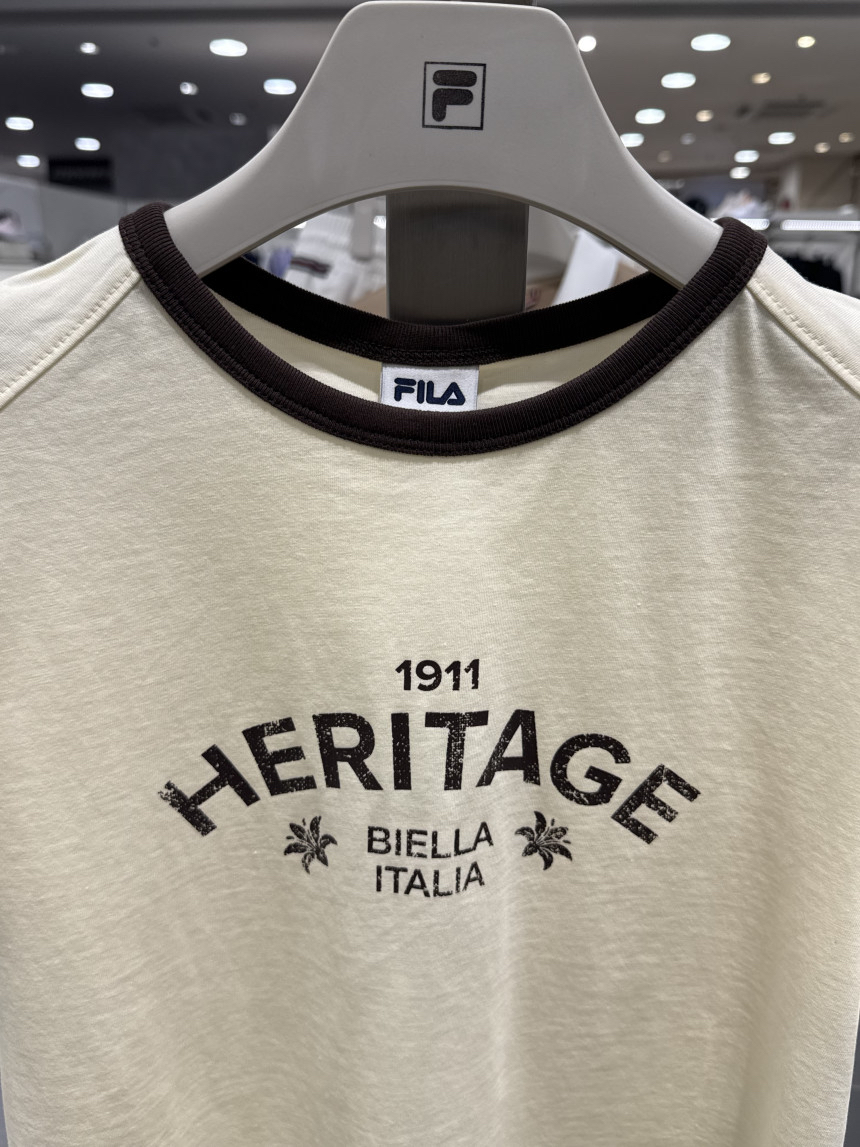 F
FILA
1911
HERITAGE
BIELLA
ITALIA